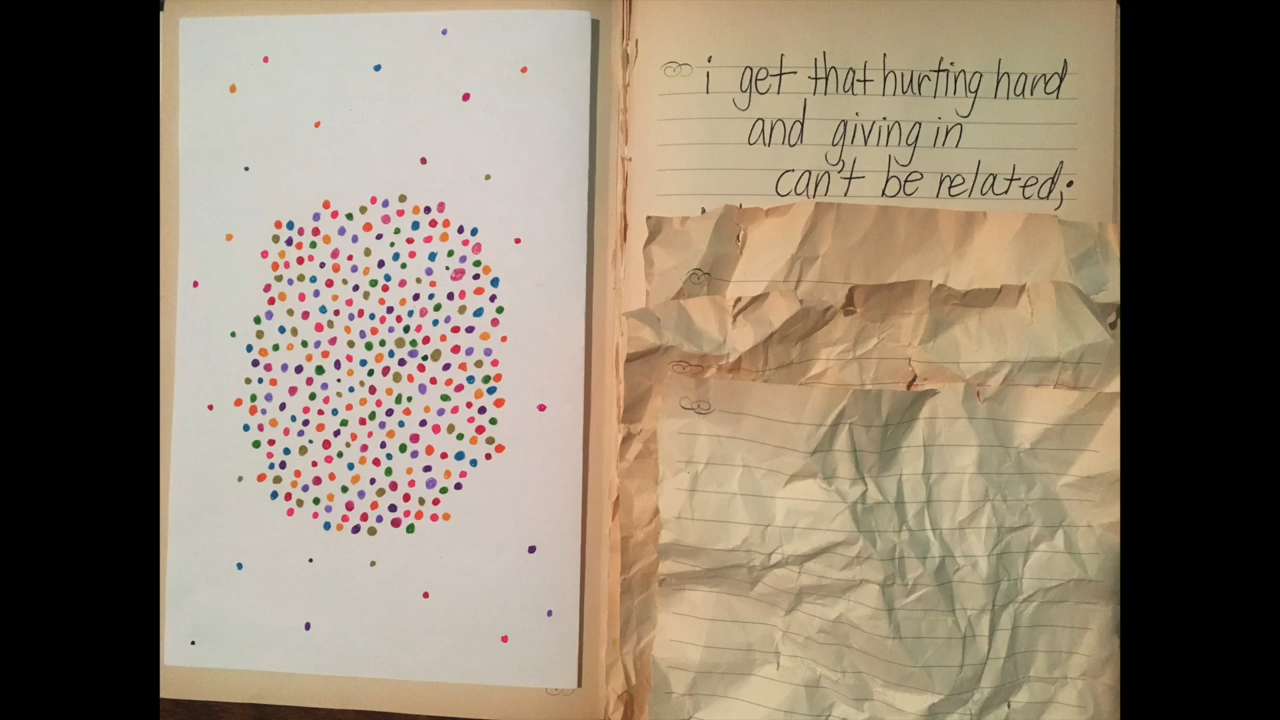 i get that hurting hard
and giving in
can't be related;